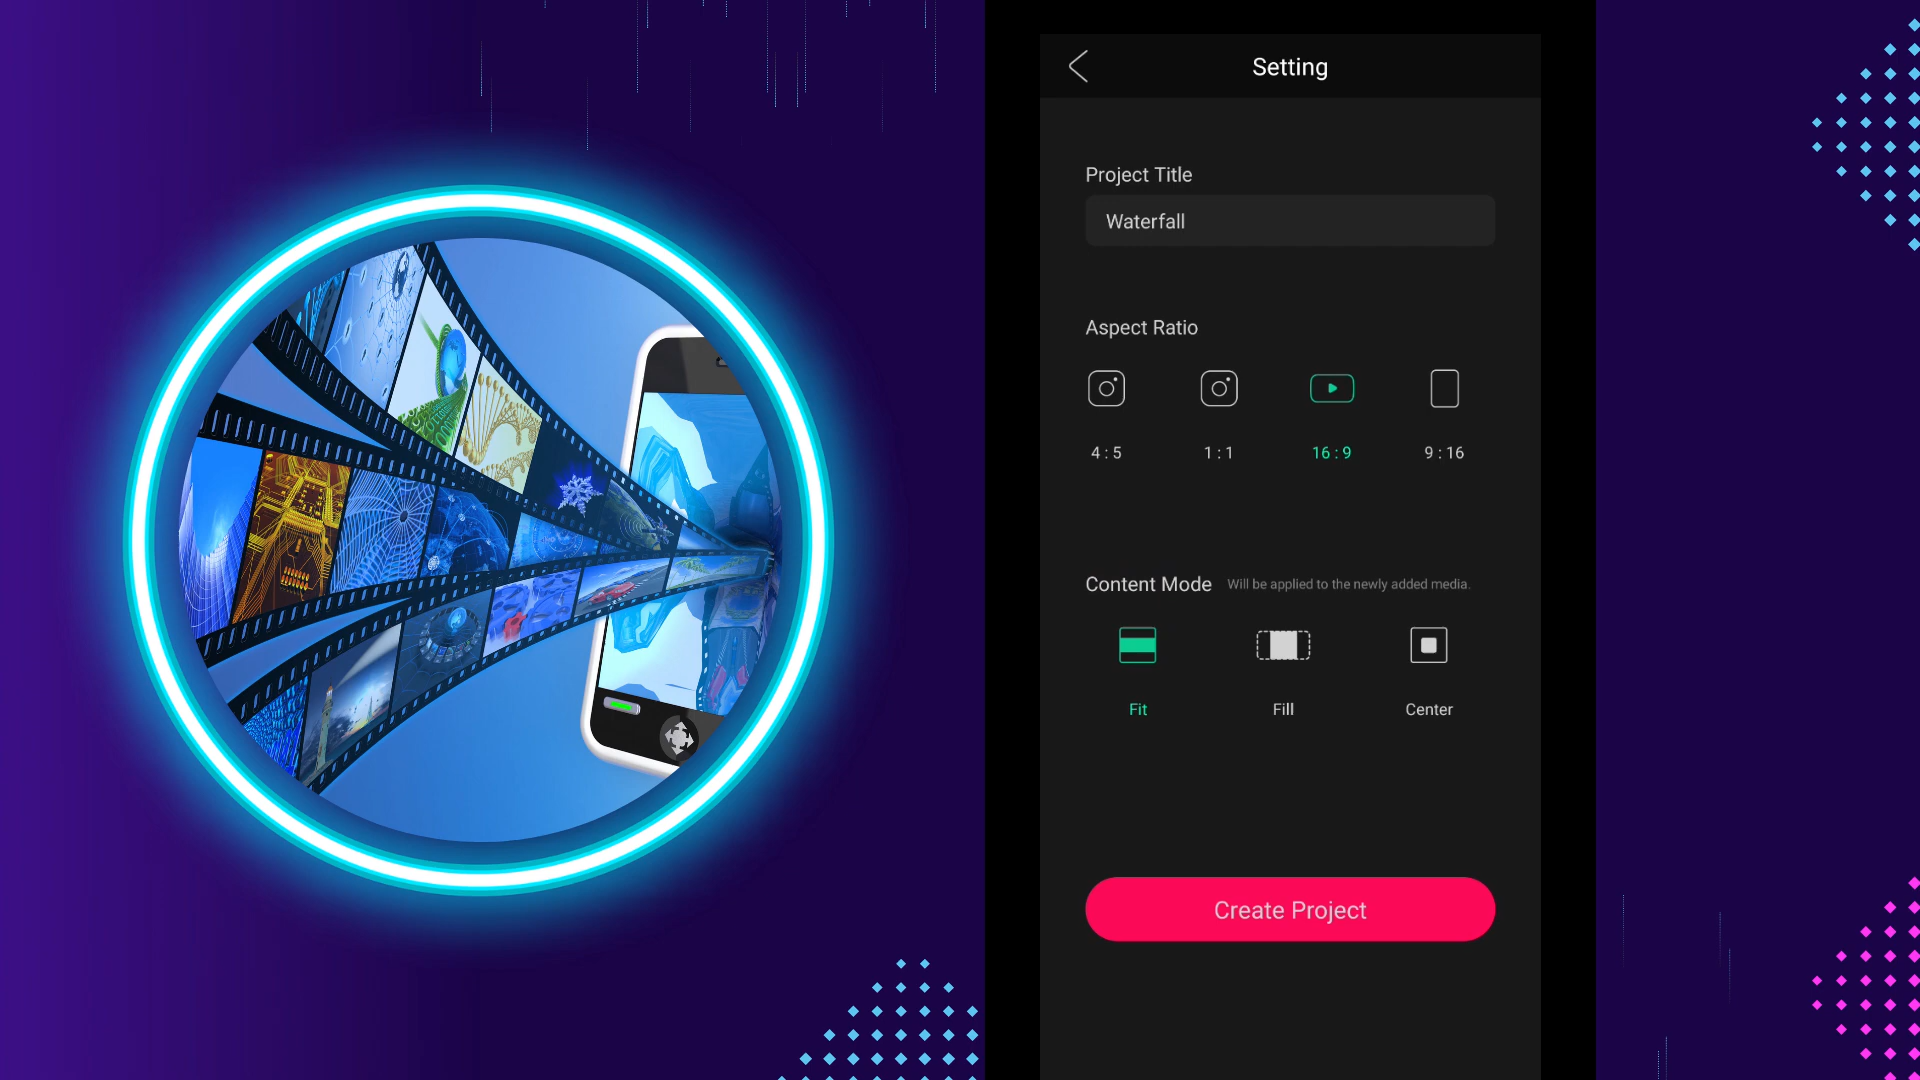 Setting
Project Title
Waterfall
Aspect Ratio
4 : 5 1 : 1 16 : 9 9 : 16
Content Mode Will be applied to the newly added media.
Fit Fill Center
Create Project